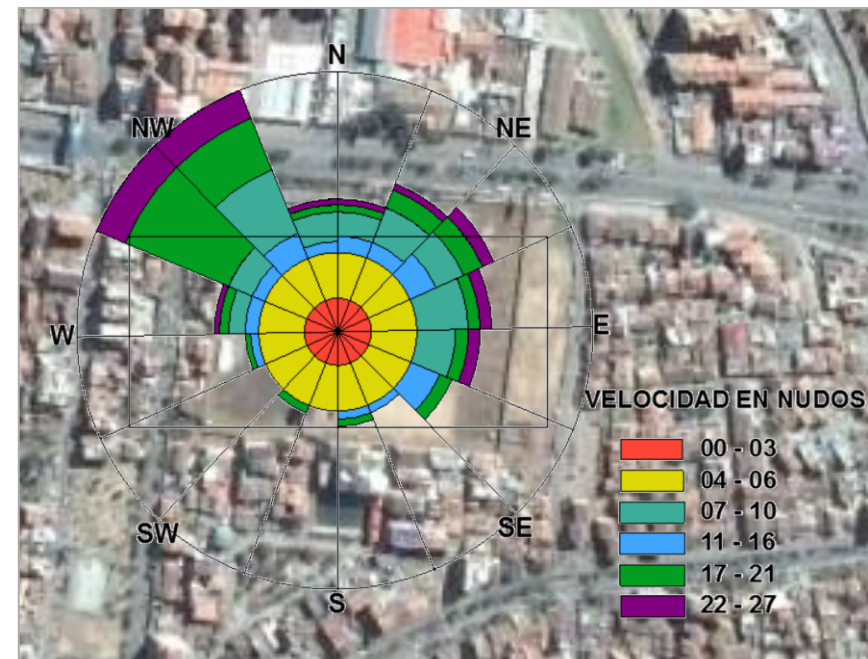 N
NW
NE
W
E
VELOCIDAD EN NUDOS
00 - 03
04 - 06
07 - 10
11 - 16
17 - 21
22 - 27
SW
SE
S